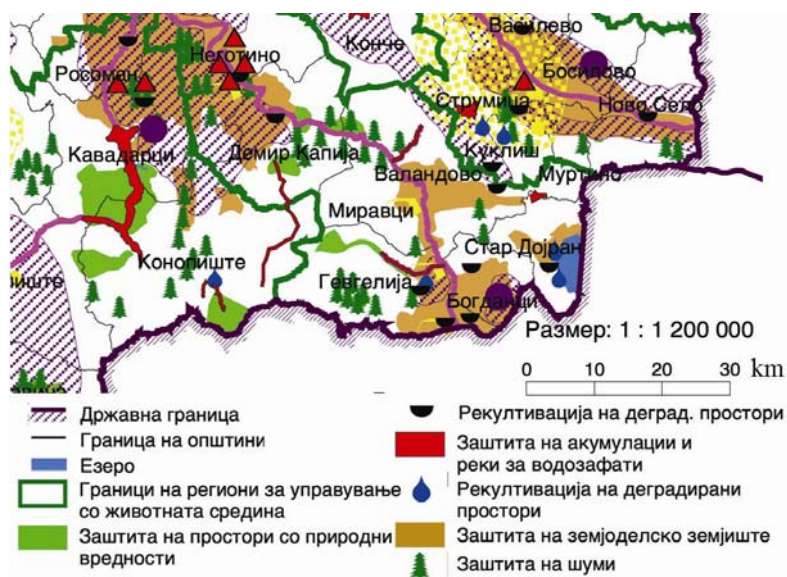 Василево
Неготино
Конче
Росоман
Босилово
Струмица
Ново Село
Кавадарци
Демир Капија
Куклиш
Валандово
Муртино
Миравци
Стар Дојран
Конопиште
Гевгелија
Богданци
Размер: 1 : 1 200 000
0 10 20 30 km
Државна граница
Граница на општини
Езеро
Граници на региони за управување
со животната средина
Заштита на простори со природни
вредности
Рекултивација на деград. простори
Заштита на акумулации и
реки за водозафати
Рекултивација на деградирани
простори
Заштита на земјоделско земјиште
Заштита на шуми